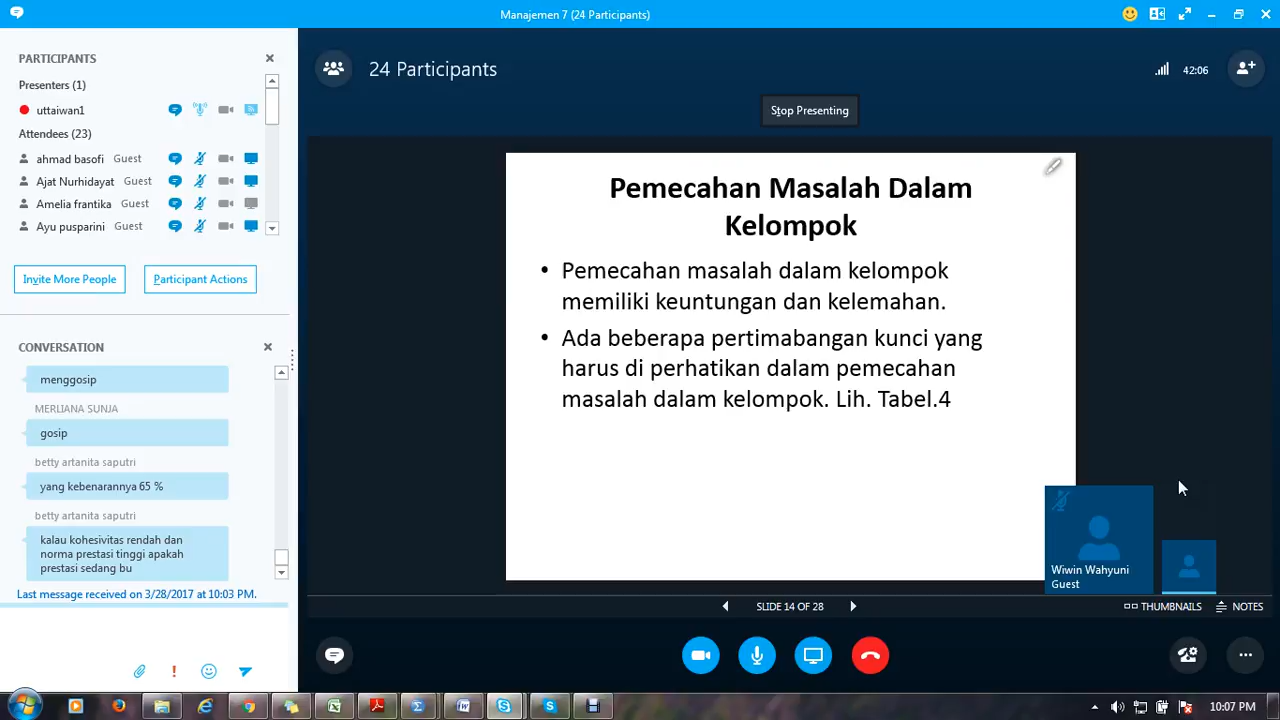 Manajemen 7 (24 Participants)
PARTICIPANTS
Presenters (1)
uttaiwan1
Attendees (23)
ahmad basofi Guest
Ajat Nurhidayat Guest
Amelia frantika Guest
Ayu pusparini Guest
Invite More People
Participant Actions
CONVERSATION
menggosip
MERLIANA SUNJA
gosip
betty artanita saputri
yang kebenarannya 65 %
betty artanita saputri
kalau kohesivitas rendah dan
norma prestasi tinggi apakah
prestasi sedang bu
Last message received on 3/28/2017 at 10:03 PM.
24 Participants
42:06
Stop Presenting
Pemecahan Masalah Dalam
Kelompok
• Pemecahan masalah dalam kelompok
memiliki keuntungan dan kelemahan.
• Ada beberapa pertimabangan kunci yang
harus di perhatikan dalam pemecahan
masalah dalam kelompok. Lih. Tabel.4
Wiwin Wahyuni
Guest
SLIDE 14 OF 28
THUMBNAILS
NOTES
10:07 PM